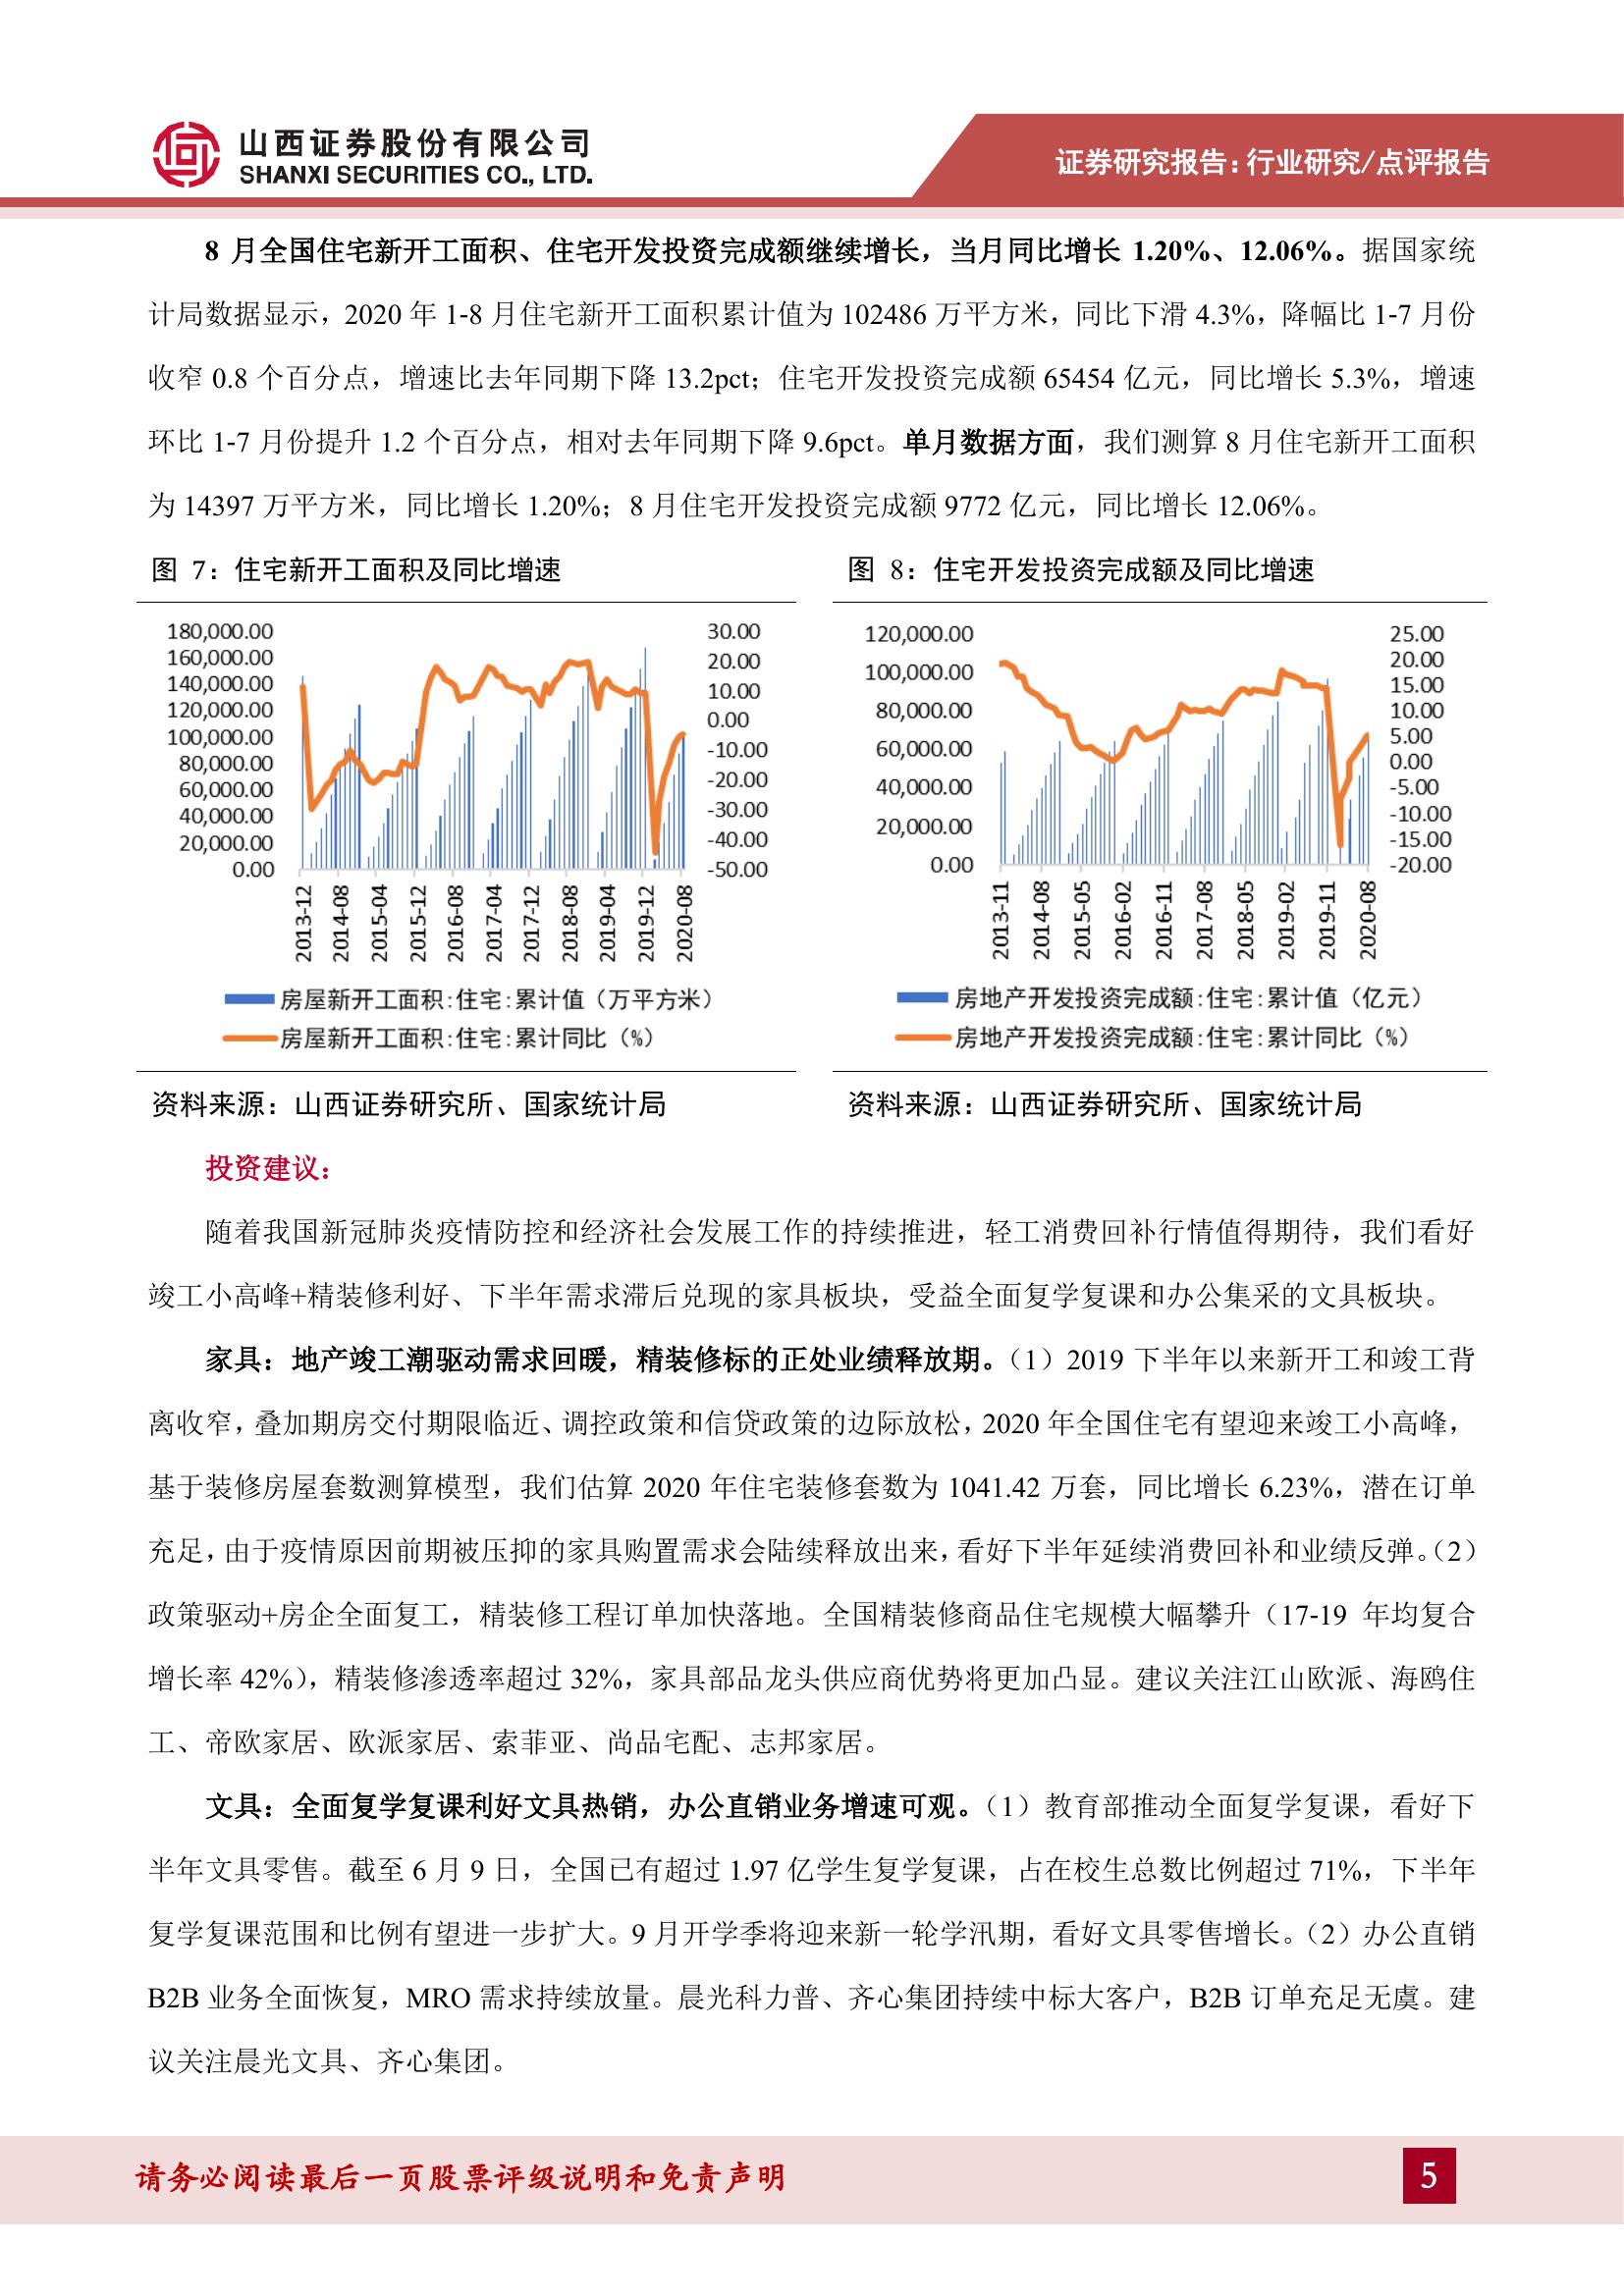 山西证券股份有限公司
SHANXI SECURITIES CO., LTD.
证券研究报告：行业研究/点评报告
8 月全国住宅新开工面积、住宅开发投资完成额继续增长，当月同比增长 1.20%、12.06%。据国家统
计局数据显示，2020 年 1-8 月住宅新开工面积累计值为 102486 万平方米，同比下滑 4.3%，降幅比 1-7 月份
收窄 0.8 个百分点，增速比去年同期下降 13.2pct；住宅开发投资完成额 65454 亿元，同比增长 5.3%，增速
环比 1-7 月份提升 1.2 个百分点，相对去年同期下降 9.6pct。单月数据方面，我们测算 8 月住宅新开工面积
为 14397 万平方米，同比增长 1.20%；8 月住宅开发投资完成额 9772 亿元，同比增长 12.06%。
图 7：住宅新开工面积及同比增速
180,000.00
160,000.00
140,000.00
120,000.00
100,000.00
80,000.00
60,000.00
40,000.00
20,000.00
0.00
30.00
20.00
10.00
0.00
-10.00
-20.00
-30.00
-40.00
-50.00
2013-12
2014-08
2015-04
2015-12
2016-08
2017-04
2017-12
2018-08
2019-04
2019-12
2020-08
房屋新开工面积:住宅:累计值（万平方米）
房屋新开工面积:住宅:累计同比（%）
资料来源：山西证券研究所、国家统计局
图 8：住宅开发投资完成额及同比增速
120,000.00
100,000.00
80,000.00
60,000.00
40,000.00
20,000.00
0.00
25.00
20.00
15.00
10.00
5.00
0.00
-5.00
-10.00
-15.00
-20.00
2013-11
2014-08
2015-05
2016-02
2016-11
2017-08
2018-05
2019-02
2019-11
2020-08
房地产开发投资完成额:住宅:累计值（亿元）
房地产开发投资完成额:住宅:累计同比（%）
资料来源：山西证券研究所、国家统计局
投资建议：
随着我国新冠肺炎疫情防控和经济社会发展工作的持续推进，轻工消费回补行情值得期待，我们看好
竣工小高峰+精装修利好、下半年需求滞后兑现的家具板块，受益全面复学复课和办公集采的文具板块。
家具：地产竣工潮驱动需求回暖，精装修标的正处业绩释放期。（1）2019 下半年以来新开工和竣工背
离收窄，叠加期房交付期限临近、调控政策和信贷政策的边际放松，2020 年全国住宅有望迎来竣工小高峰，
基于装修房屋套数测算模型，我们估算 2020 年住宅装修套数为 1041.42 万套，同比增长 6.23%，潜在订单
充足，由于疫情原因前期被压抑的家具购置需求会陆续释放出来，看好下半年延续消费回补和业绩反弹。（2）
政策驱动+房企全面复工，精装修工程订单加快落地。全国精装修商品住宅规模大幅攀升（17-19 年均复合
增长率 42%），精装修渗透率超过 32%，家具部品龙头供应商优势将更加凸显。建议关注江山欧派、海鸥住
工、帝欧家居、欧派家居、索菲亚、尚品宅配、志邦家居。
文具：全面复学复课利好文具热销，办公直销业务增速可观。（1）教育部推动全面复学复课，看好下
半年文具零售。截至 6 月 9 日，全国已有超过 1.97 亿学生复学复课，占在校生总数比例超过 71%，下半年
复学复课范围和比例有望进一步扩大。9 月开学季将迎来新一轮学汛期，看好文具零售增长。（2）办公直销
B2B 业务全面恢复，MRO 需求持续放量。晨光科力普、齐心集团持续中标大客户，B2B 订单充足无虞。建
议关注晨光文具、齐心集团。
请务必阅读最后一页股票评级说明和免责声明
5